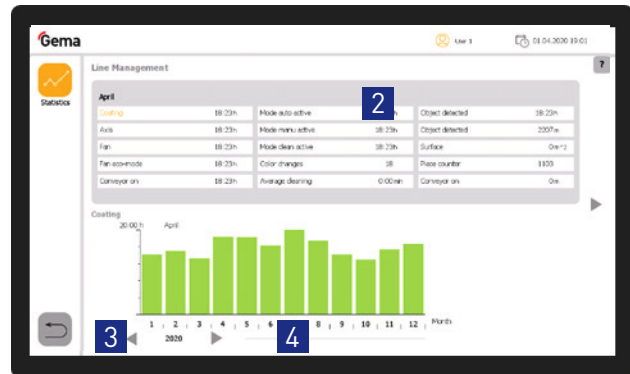 Gema
User 1
01.04.2020 19:01
Line Management
?
Statistics
April
Coating 18:23h Mode auto active h Object detected 18:23h
Axis 18:23h Mode manu active 18:23h Object detected 2207m
Fan 18:23h Mode clean active 18:23h Surface 0m^2
Fan eco-mode 18:23h Color changes 18 Piece counter 1103
Conveyor on 18:23h Average cleaning 0:00min Conveyor on 0m
2
Coating
20:00 h April
1 2 3 4 5 6 8 9 10 11 12 Month
3 2020 4